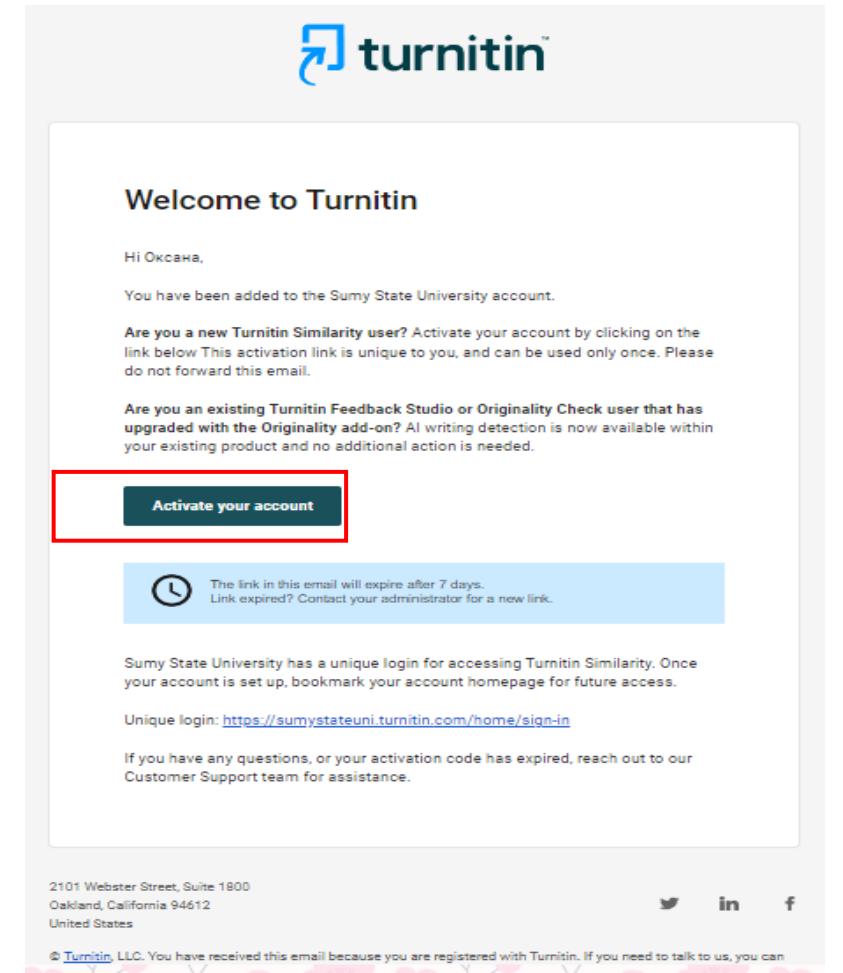 turnitin™
Welcome to Turnitin
Hi Оксана,
You have been added to the Sumy State University account.
Are you a new Turnitin Similarity user? Activate your account by clicking on the
link below This activation link is unique to you, and can be used only once. Please
do not forward this email.
Are you an existing Turnitin Feedback Studio or Originality Check user that has
upgraded with the Originality add-on? AI writing detection is now available within
your existing product and no additional action is needed.
Activate your account
The link in this email will expire after 7 days.
Link expired? Contact your administrator for a new link.
Sumy State University has a unique login for accessing Turnitin Similarity. Once
your account is set up, bookmark your account homepage for future access.
Unique login: https://sumystateuni.turnitin.com/home/sign-in
If you have any questions, or your activation code has expired, reach out to our
Customer Support team for assistance.
2101 Webster Street, Suite 1800
Oakland, California 94612
United States
© Turnitin, LLC. You have received this email because you are registered with Turnitin. If you need to talk to us, you can